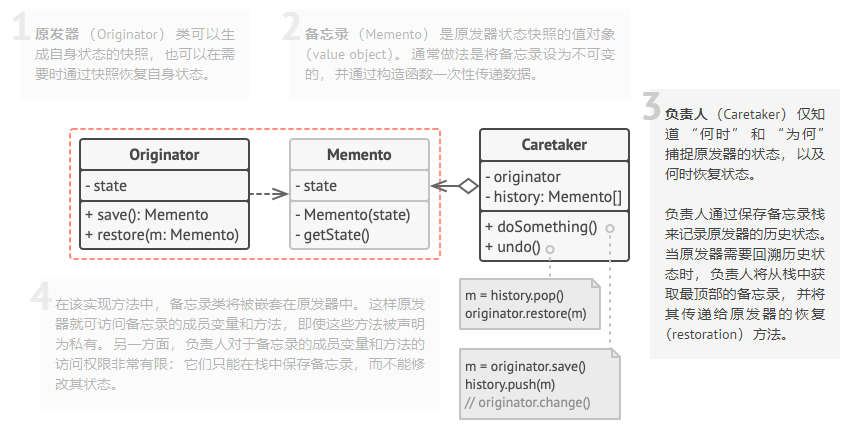 1
原发器 （Originator） 类可以生
成自身状态的快照，也可以在需
要时通过快照恢复自身状态。
2
备忘录 （Memento） 是原发器状态快照的值对象
（value object）。 通常做法是将备忘录设为不可变
的，并通过构造函数一次性传递数据。
3
负责人 （Caretaker） 仅知
道 “何时” 和 “为何”
捕捉原发器的状态， 以及
何时恢复状态。
负责人通过保存备忘录栈
来记录原发器的历史状态。
当原发器需要回溯历史状
态时， 负责人将从栈中获
取最顶部的备忘录， 并将
其传递给原发器的恢复
（restoration） 方法。
Originator
- state
+ save(): Memento
+ restore(m: Memento)
Memento
- state
- Memento(state)
- getState()
Caretaker
- originator
- history: Memento[]
+ doSomething()
+ undo()
m = history.pop()
originator.restore(m)
m = originator.save()
history.push(m)
// originator.change()
4
在该实现方法中， 备忘录类将被嵌套在原发器中。 这样原发
器就可访问备忘录的成员变量和方法， 即使这些方法被声明
为私有。 另一方面， 负责人对于备忘录的成员变量和方法的
访问权限非常有限： 它们只能在栈中保存备忘录， 而不能修
改其状态。